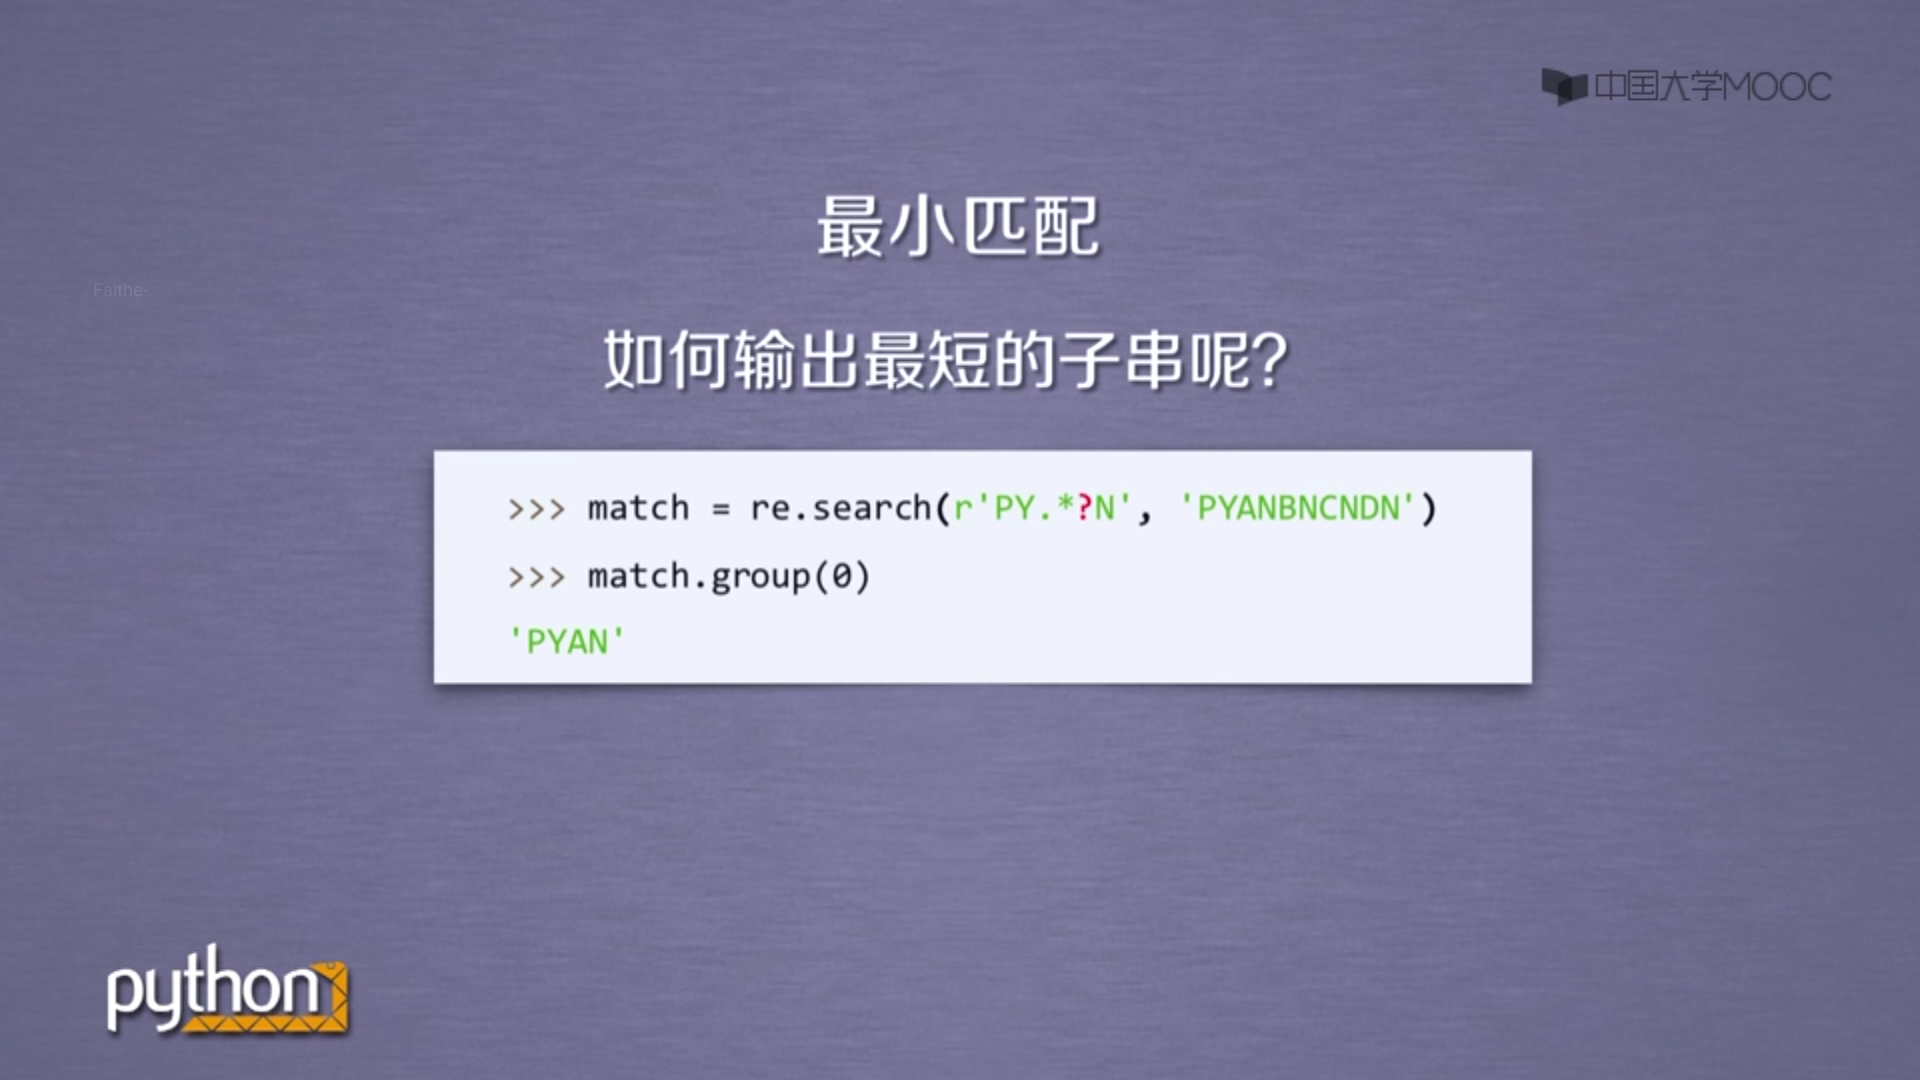 中国大学MOOC
最小匹配
Faithe-
如何输出最短的子串呢？
>>> match = re.search(r'PY.*?N', 'PYANBNCNDN')
>>> match.group(0)
'PYAN'
python